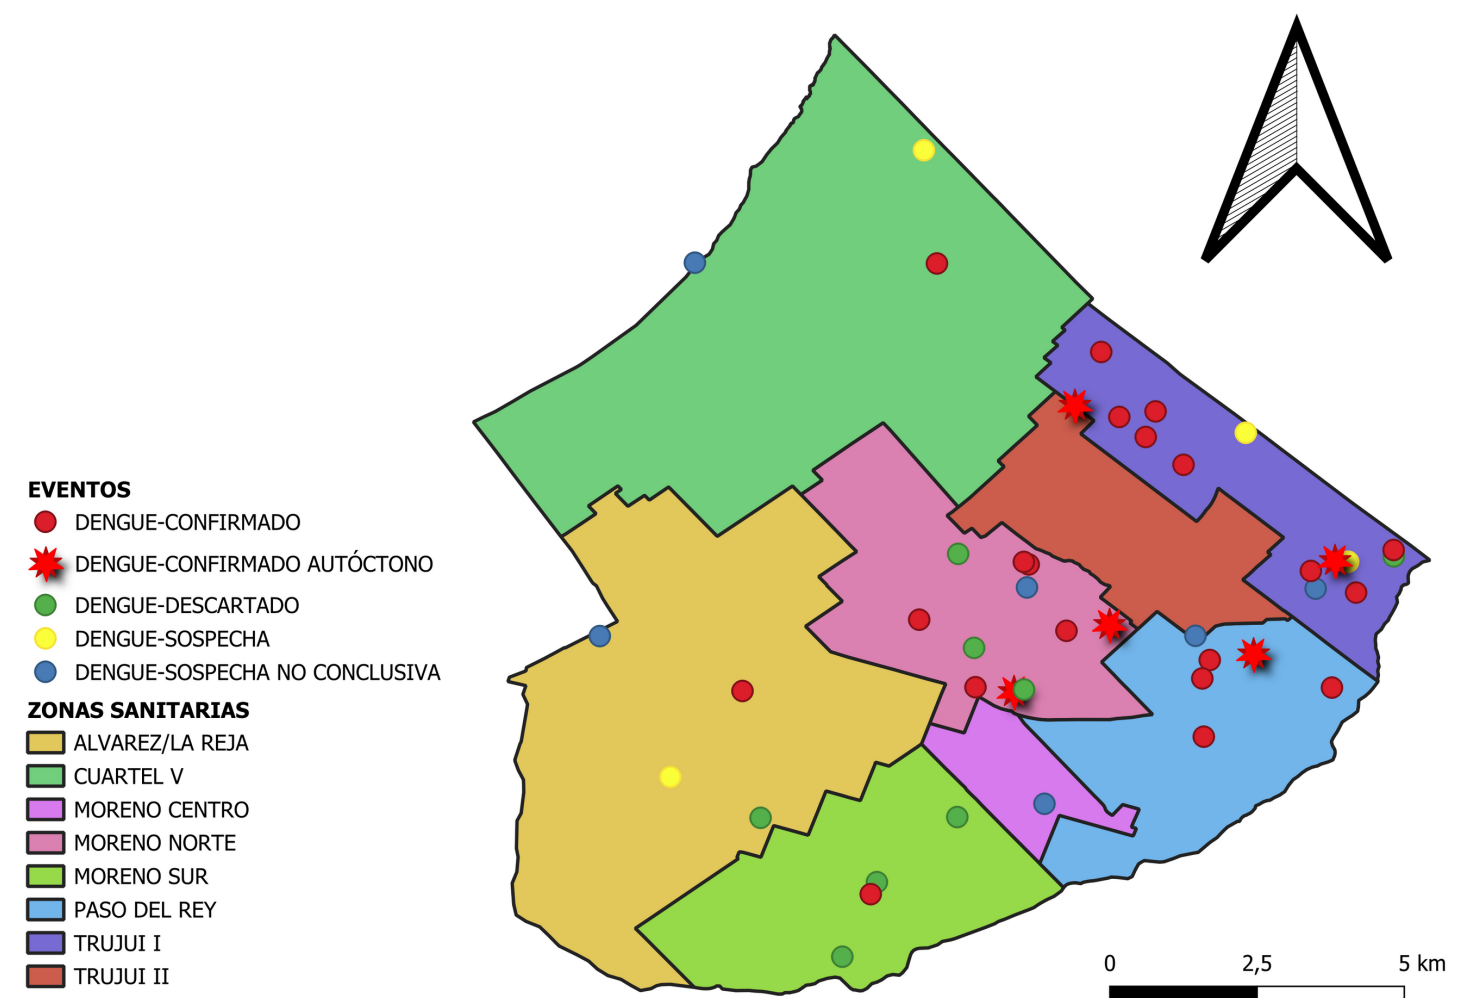 EVENTOS
DENGUE-CONFIRMADO
DENGUE-CONFIRMADO AUTÓCTONO
DENGUE-DESCARTADO
DENGUE-SOSPECHA
DENGUE-SOSPECHA NO CONCLUSIVA
ZONAS SANITARIAS
ALVAREZ/LA REJA
CUARTEL V
MORENO CENTRO
MORENO NORTE
MORENO SUR
PASO DEL REY
TRUJUI I
TRUJUI II
0 2,5 5 km